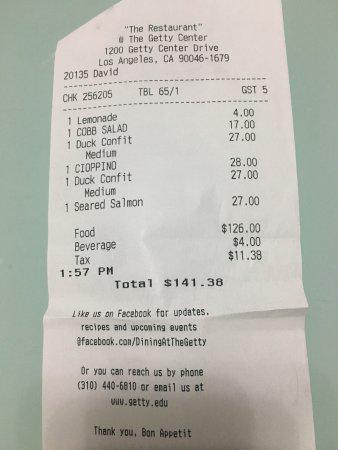 "The Restaurant"
@ The Getty Center
1200 Getty Center Drive
Los Angeles, CA 90046-1679
20135 David
CHK 256205 TBL 65/1 GST 5
1 Lemonade 4.00
1 COBB SALAD 17.00
1 Duck Confit 27.00
Medium
1 CIOPPINO 28.00
1 Duck Confit 27.00
Medium
1 Seared Salmon 27.00
Food $126.00
Beverage $4.00
Tax $11.38
1:57 PM
Total $141.38
Like us on Facebook for updates,
recipes and upcoming events
@facebook.com/DiningAtTheGetty
Or you can reach us by phone
(310) 440-6810 or email us at
www.getty.edu
Thank you, Bon Appetit